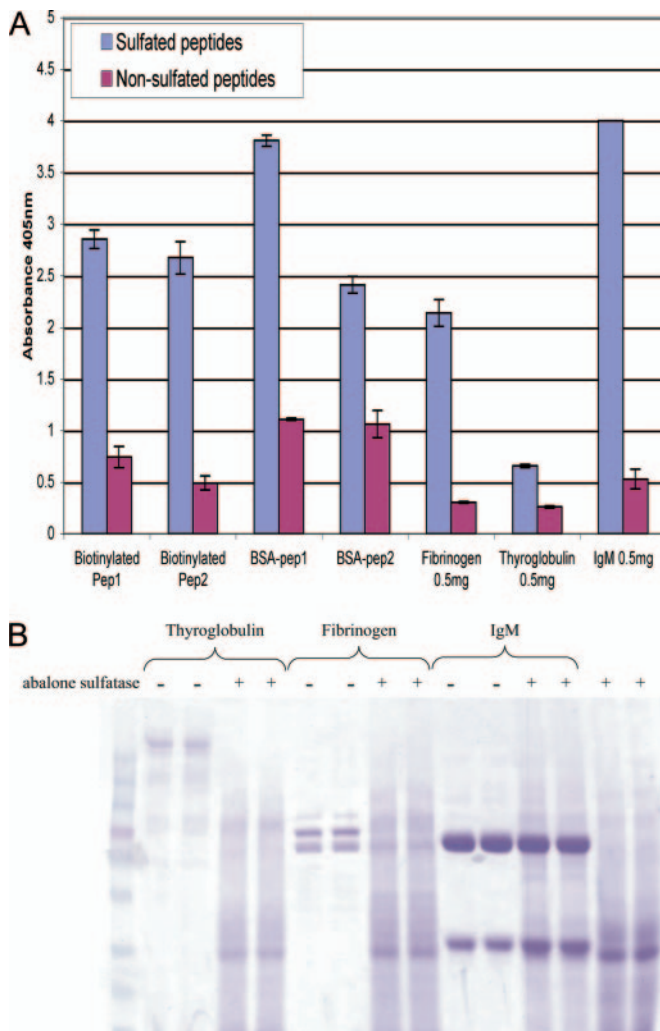 A
5
4.5
4
3.5
3
2.5
2
1.5
1
0.5
0
Absorbance 405nm
Sulfated peptides
Non-sulfated peptides
Biotinylated Pep1
Biotinylated Pep2
BSA-pep1
BSA-pep2
Fibrinogen 0.5mg
Thyroglobulin 0.5mg
IgM 0.5mg
B
Thyroglobulin Fibrinogen IgM
abalone sulfatase - - + + - - + + - - + + + +